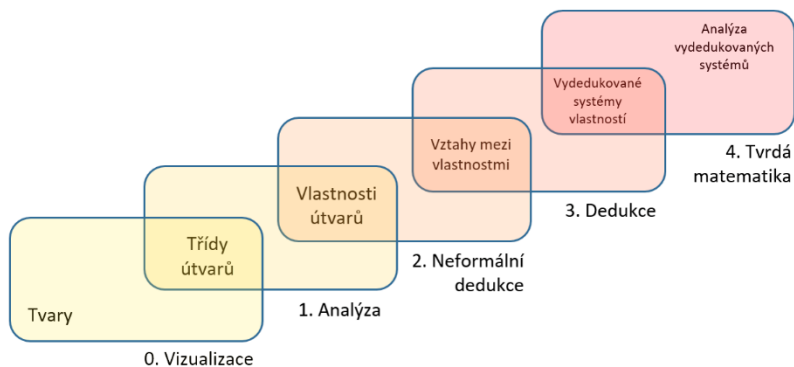 Tvary
Třídy
útvarů
Vlastnosti
útvarů
Vztahy mezi
vlastnostmi
Vydedukované
systémy
vlastností
Analýza
vydedukovaných
systémů
0. Vizualizace
1. Analýza
2. Neformální
dedukce
3. Dedukce
4. Tvrdá
matematika